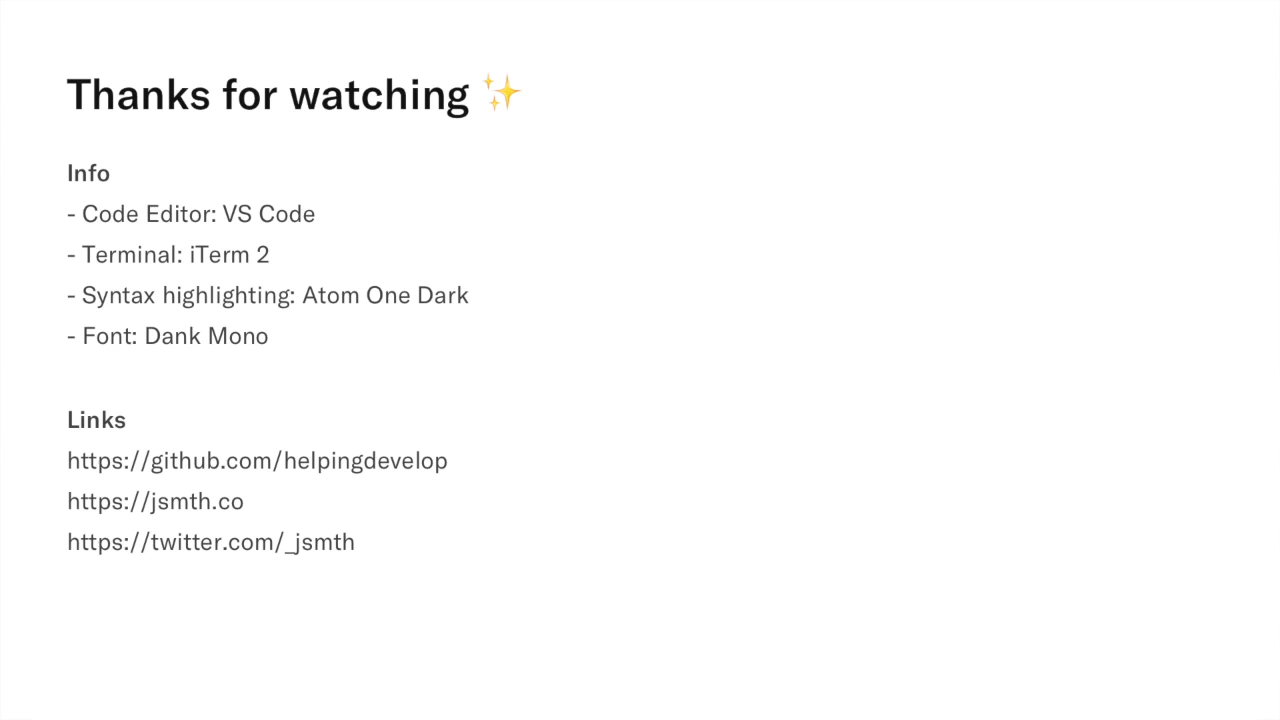 Thanks for watching ✨
Info
- Code Editor: VS Code
- Terminal: iTerm 2
- Syntax highlighting: Atom One Dark
- Font: Dank Mono
Links
https://github.com/helpingdevelop
https://jsmth.co
https://twitter.com/_jsmth